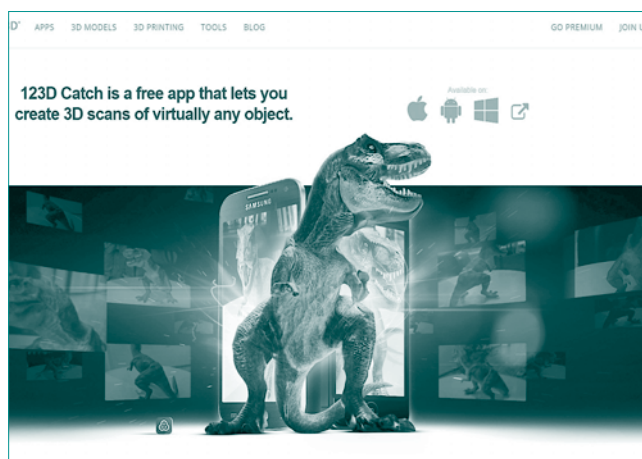 D° APPS 3D MODELS 3D PRINTING TOOLS BLOG GO PREMIUM JOIN U
123D Catch is a free app that lets you
create 3D scans of virtually any object.
Available on:
SAMSUNG